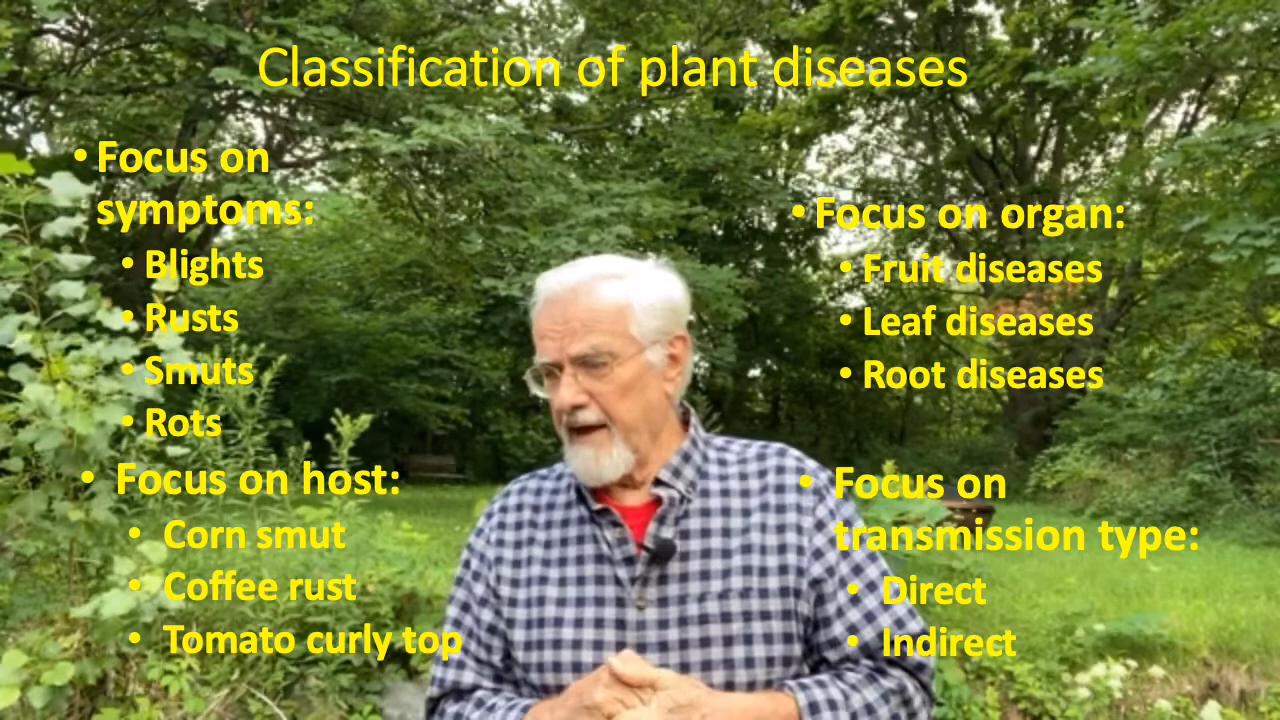 Classification of plant diseases
• Focus on
symptoms:
• Blights
• Rusts
• Smuts
• Rots
• Focus on host:
• Corn smut
• Coffee rust
• Tomato curly top
• Focus on organ:
• Fruit diseases
• Leaf diseases
• Root diseases
• Focus on
transmission type:
• Direct
• Indirect